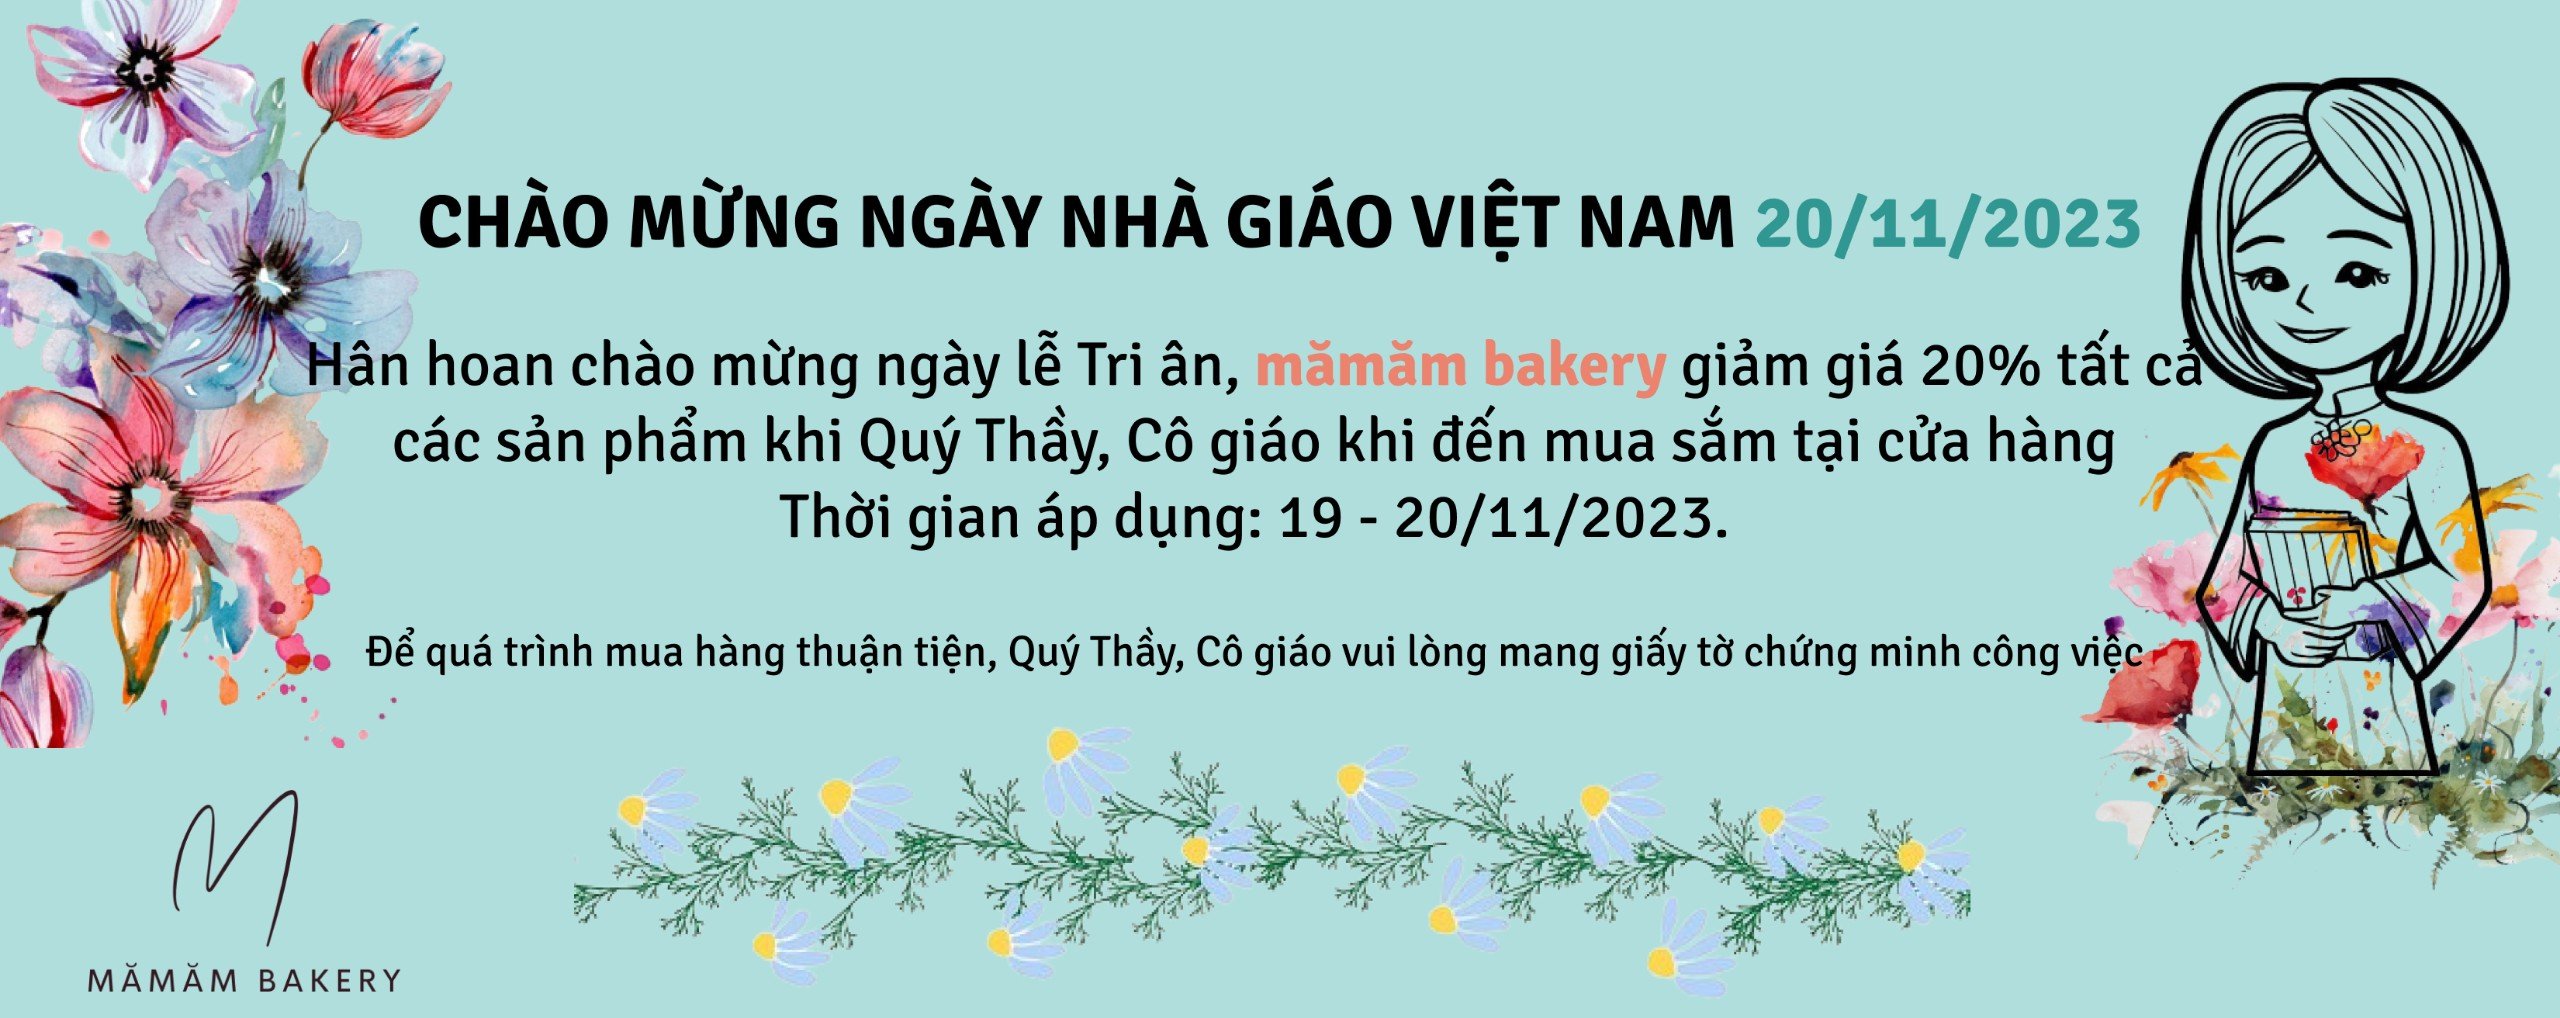 CHÀO MỪNG NGÀY NHÀ GIÁO VIỆT NAM 20/11/2023
Hân hoan chào mừng ngày lễ Tri ân, mămăm bakery giảm giá 20% tất cả
các sản phẩm khi Quý Thầy, Cô giáo khi đến mua sắm tại cửa hàng
Thời gian áp dụng: 19 - 20/11/2023.
Để quá trình mua hàng thuận tiện, Quý Thầy, Cô giáo vui lòng mang giấy tờ chứng minh công việc
MĂMĂM BAKERY